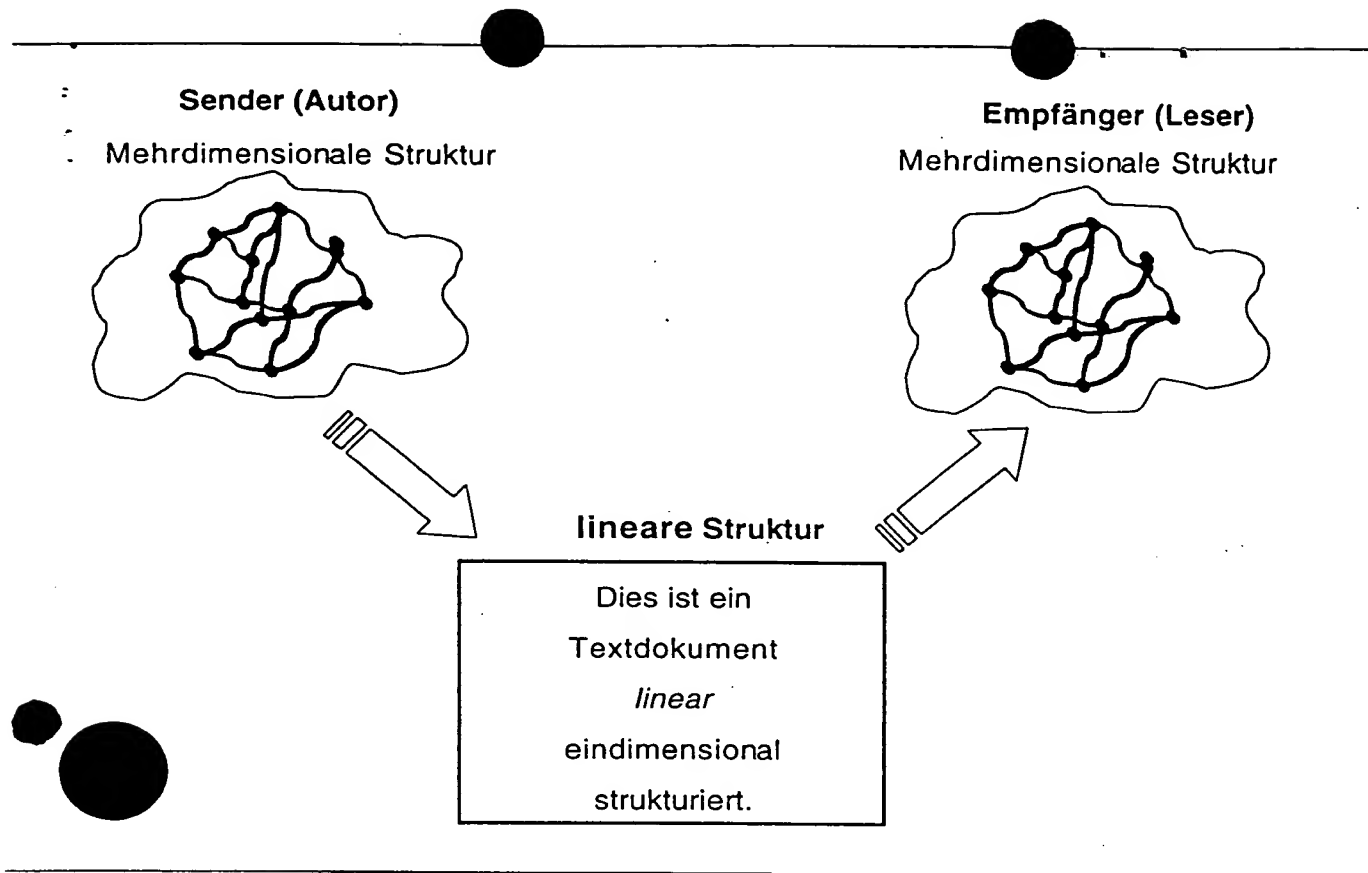 Sender (Autor)
Mehrdimensionale Struktur
Empfänger (Leser)
Mehrdimensionale Struktur
lineare Struktur
Dies ist ein
Textdokument
linear
eindimensional
strukturiert.